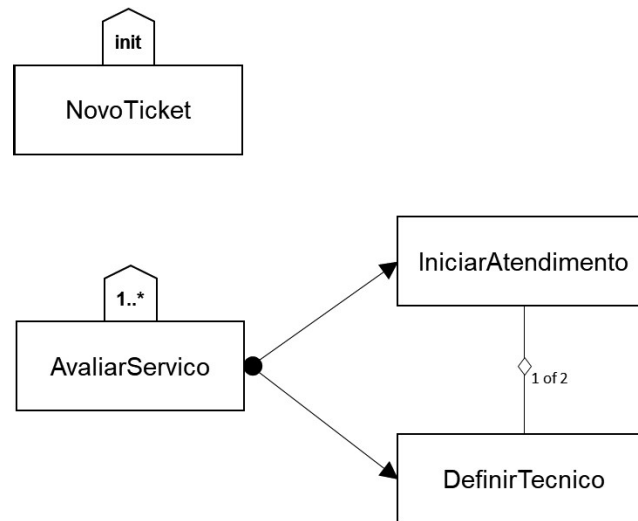 init
NovoTicket
IniciarAtendimento
1..*
AvaliarServico
1 of 2
DefinirTecnico